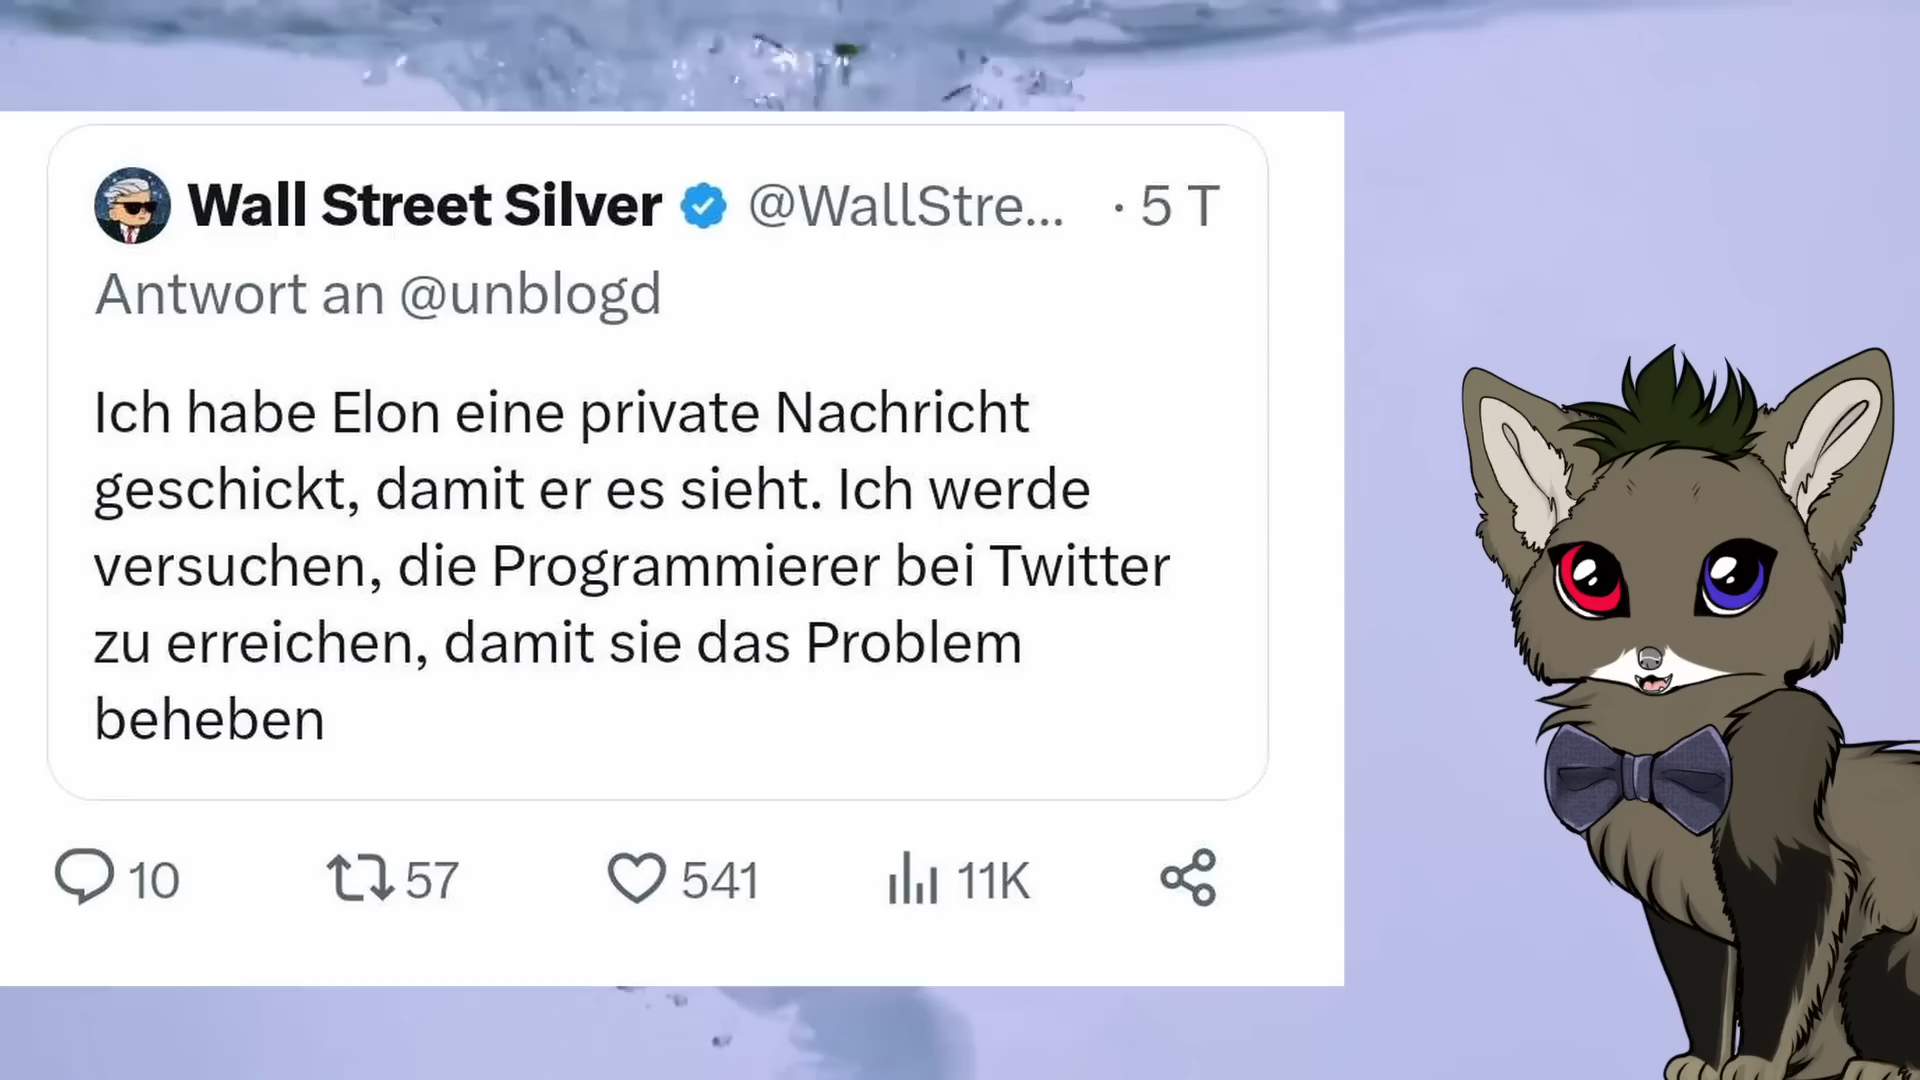 Wall Street Silver @WallStre... · 5 T
Antwort an @unblogd
Ich habe Elon eine private Nachricht
geschickt, damit er es sieht. Ich werde
versuchen, die Programmierer bei Twitter
zu erreichen, damit sie das Problem
beheben
10 57 541 11K